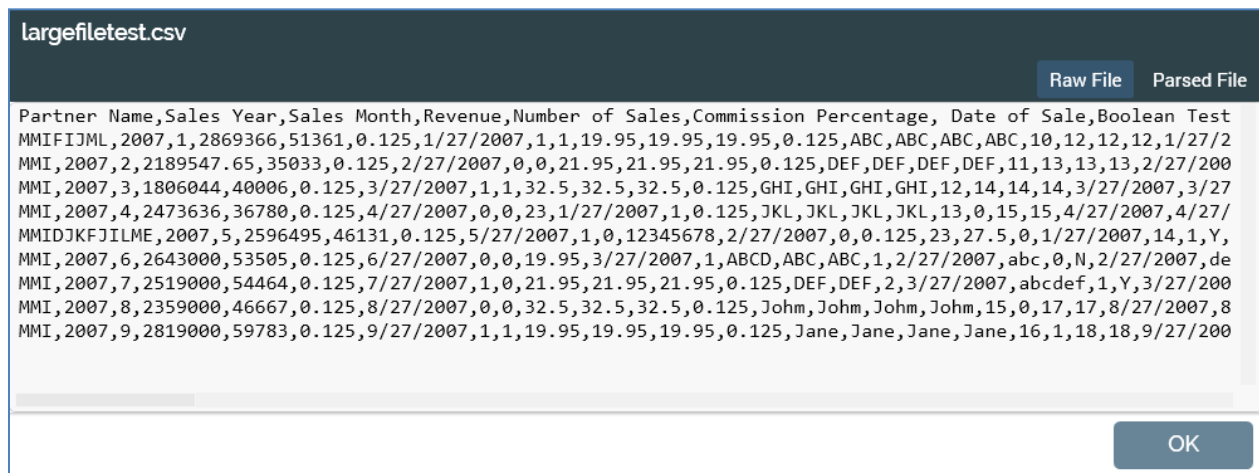 largefiletest.csv
Raw File Parsed File
Partner Name,Sales Year,Sales Month,Revenue,Number of Sales,Commission Percentage, Date of Sale,Boolean Test
MMIFIJML,2007,1,2869366,51361,0.125,1/27/2007,1,1,19.95,19.95,19.95,0.125,ABC,ABC,ABC,ABC,10,12,12,12,1/27/2
MMI,2007,2,2189547.65,35033,0.125,2/27/2007,0,0,21.95,21.95,21.95,0.125,DEF,DEF,DEF,DEF,11,13,13,13,2/27/200
MMI,2007,3,1806044,40006,0.125,3/27/2007,1,1,32.5,32.5,32.5,0.125,GHI,GHI,GHI,GHI,12,14,14,14,3/27/2007,3/27
MMI,2007,4,2473636,36780,0.125,4/27/2007,0,0,23,1/27/2007,1,0.125,JKL,JKL,JKL,JKL,13,0,15,15,4/27/2007,4/27/
MMIDJKFJILME,2007,5,2596495,46131,0.125,5/27/2007,1,0,12345678,2/27/2007,0,0.125,23,27.5,0,1/27/2007,14,1,Y,
MMI,2007,6,2643000,53505,0.125,6/27/2007,0,0,19.95,3/27/2007,1,ABCD,ABC,ABC,1,2/27/2007,abc,0,N,2/27/2007,de
MMI,2007,7,2519000,54464,0.125,7/27/2007,1,0,21.95,21.95,21.95,0.125,DEF,DEF,2,3/27/2007,abcdef,1,Y,3/27/200
MMI,2007,8,2359000,46667,0.125,8/27/2007,0,0,32.5,32.5,32.5,0.125,Johm,Johm,Johm,Johm,15,0,17,17,8/27/2007,8
MMI,2007,9,2819000,59783,0.125,9/27/2007,1,1,19.95,19.95,19.95,0.125,Jane,Jane,Jane,Jane,16,1,18,18,9/27/200
OK